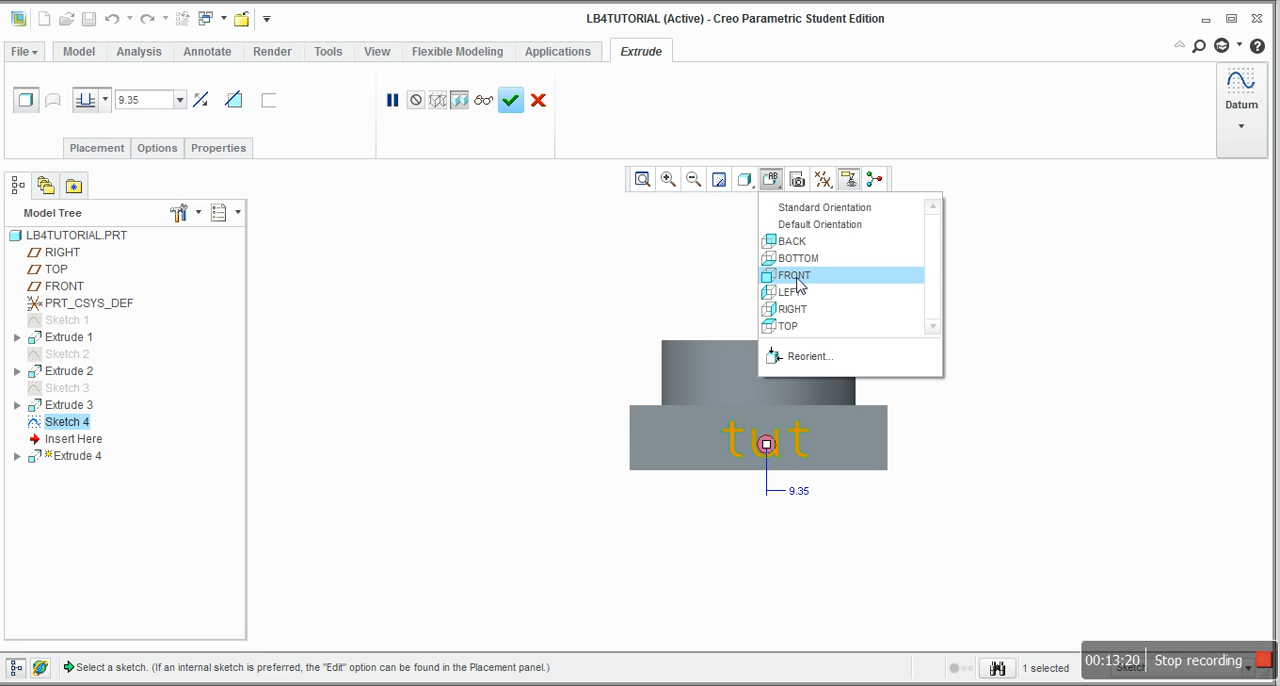 LB4TUTORIAL (Active) - Creo Parametric Student Edition
File Model Analysis Annotate Render Tools View Flexible Modeling Applications Extrude
9.35
Datum
Placement Options Properties
Model Tree
LB4TUTORIAL.PRT
RIGHT
TOP
FRONT
PRT_CSYS_DEF
Sketch 1
Extrude 1
Sketch 2
Extrude 2
Sketch 3
Extrude 3
Sketch 4
Insert Here
Extrude 4
Standard Orientation
Default Orientation
BACK
BOTTOM
FRONT
LEFT
RIGHT
TOP
Reorient...
tut
9.35
Select a sketch. (If an internal sketch is preferred, the "Edit" option can be found in the Placement panel.)
1 selected
Sketch
00:13:20 Stop recording